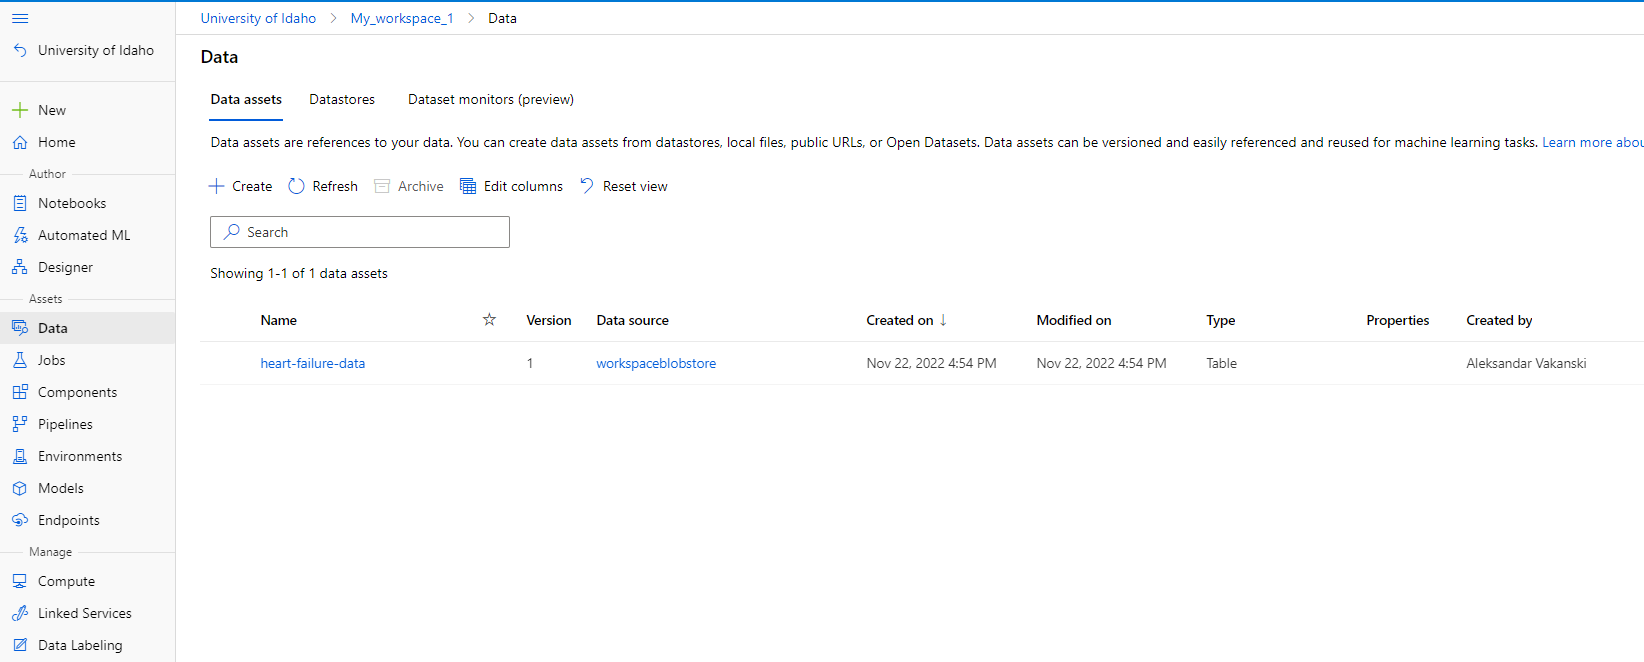 University of Idaho > My_workspace_1 > Data
University of Idaho
New
Home
Author
Notebooks
Automated ML
Designer
Assets
Data
Jobs
Components
Pipelines
Environments
Models
Endpoints
Manage
Compute
Linked Services
Data Labeling
Data
Data assets Datastores Dataset monitors (preview)
Data assets are references to your data. You can create data assets from datastores, local files, public URLs, or Open Datasets. Data assets can be versioned and easily referenced and reused for machine learning tasks. Learn more abou
Create Refresh Archive Edit columns Reset view
Search
Showing 1-1 of 1 data assets
Name Version Data source Created on ↓ Modified on Type Properties Created by
heart-failure-data 1 workspaceblobstore Nov 22, 2022 4:54 PM Nov 22, 2022 4:54 PM Table Aleksandar Vakanski